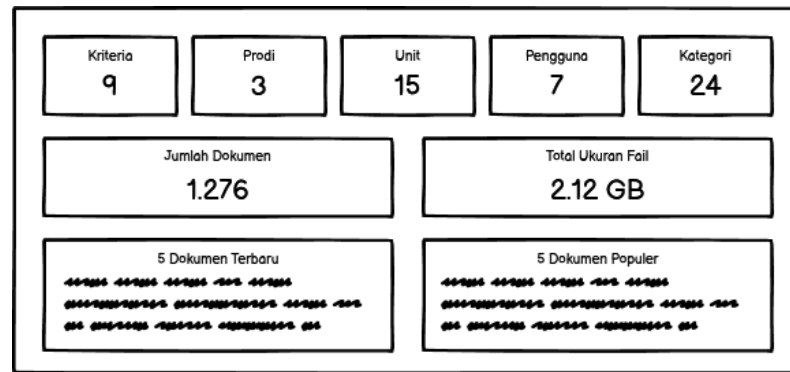 Kriteria
9
Prodi
3
Unit
15
Pengguna
7
Kategori
24
Jumlah Dokumen
1.276
Total Ukuran Fail
2.12 GB
5 Dokumen Terbaru
5 Dokumen Populer